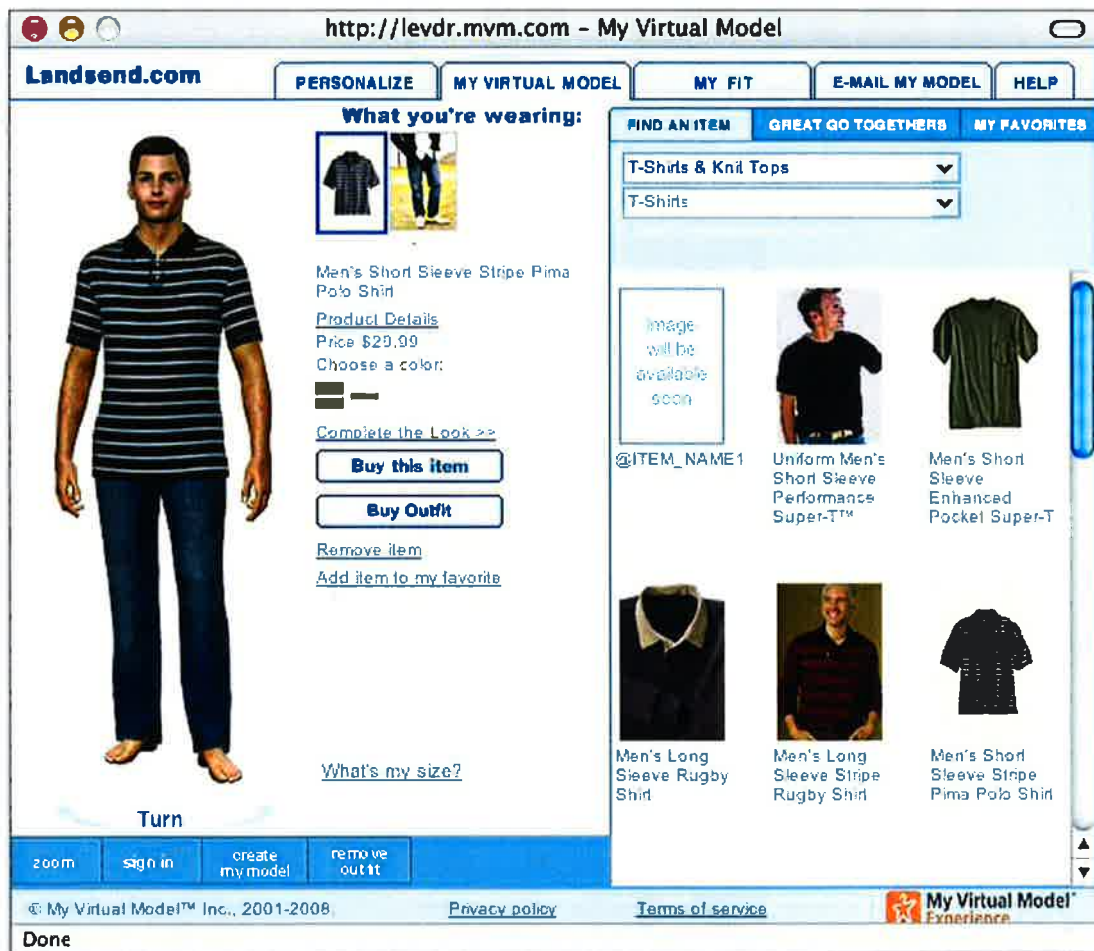 http://levdr.mvm.com – My Virtual Model
Landsend.com
PERSONALIZE
MY VIRTUAL MODEL
MY FIT
E-MAIL MY MODEL
HELP
What you're wearing:
FIND AN ITEM
GREAT GO TOGETHERS
MY FAVORITES
T-Shirts & Knit Tops
T-Shirts
Men's Short Sleeve Stripe Pima
Polo Shirt
Product Details
Price $29.99
Choose a color:
Complete the Look >>
Buy this item
Buy Outfit
Remove item
Add item to my favorite
What's my size?
Turn
Image
will be
available
soon
@ITEM_NAME1
Uniform Men's
Short Sleeve
Performance
Super-T™
Men's Short
Sleeve
Enhanced
Pocket Super-T
Men's Long
Sleeve Rugby
Shirt
Men's Long
Sleeve Stripe
Rugby Shirt
Men's Short
Sleeve Stripe
Pima Polo Shirt
zoom
sign in
create
my model
remove
outfit
© My Virtual Model™ Inc., 2001-2008
Privacy policy
Terms of service
My Virtual Model™
Experience
Done